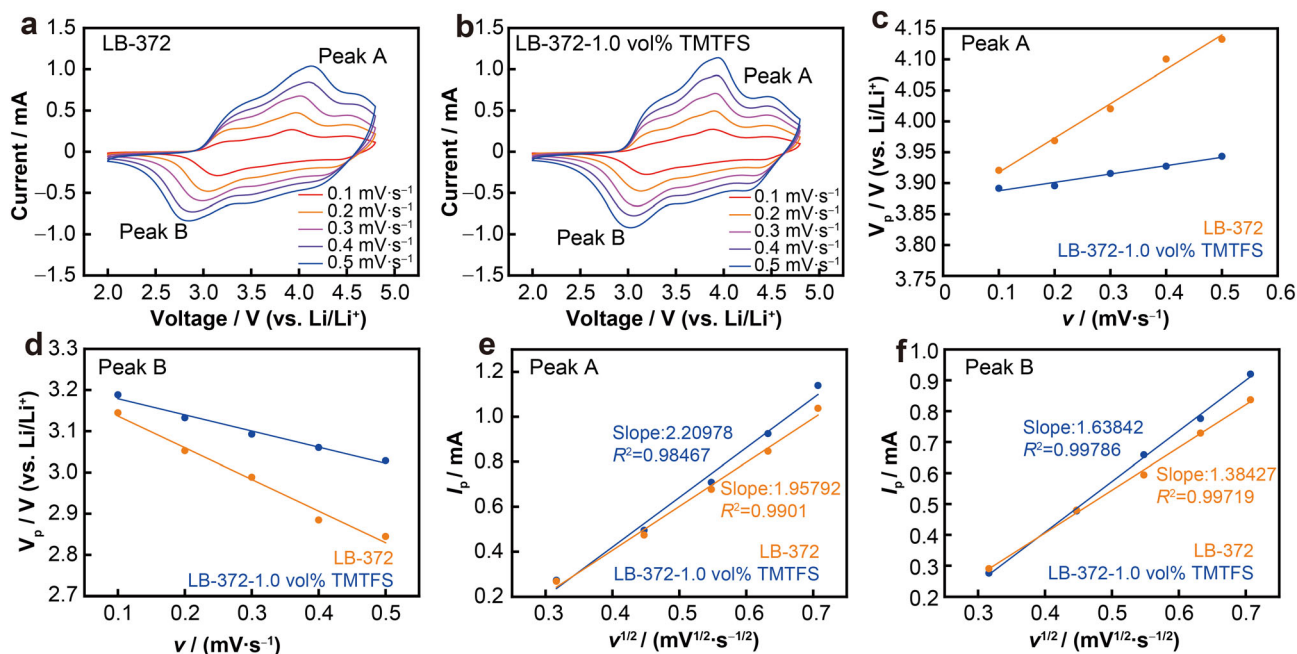 a
LB-372
Peak A
Peak B
Current / mA
1.5
1.0
0.5
0
−0.5
−1.0
−1.5
0.1 mV·s⁻¹
0.2 mV·s⁻¹
0.3 mV·s⁻¹
0.4 mV·s⁻¹
0.5 mV·s⁻¹
2.0 2.5 3.0 3.5 4.0 4.5 5.0
Voltage / V (vs. Li/Li⁺)
b
LB-372-1.0 vol% TMTFS
Peak A
Peak B
Current / mA
1.5
1.0
0.5
0
−0.5
−1.0
−1.5
0.1 mV·s⁻¹
0.2 mV·s⁻¹
0.3 mV·s⁻¹
0.4 mV·s⁻¹
0.5 mV·s⁻¹
2.0 2.5 3.0 3.5 4.0 4.5 5.0
Voltage / V (vs. Li/Li⁺)
c
Peak A
Vp / V (vs. Li/Li⁺)
4.15
4.10
4.05
4.00
3.95
3.90
3.85
3.80
3.75
LB-372
LB-372-1.0 vol% TMTFS
0 0.1 0.2 0.3 0.4 0.5 0.6
v / (mV·s⁻¹)
d
Peak B
Vp / V (vs. Li/Li⁺)
3.3
3.2
3.1
3.0
2.9
2.8
2.7
LB-372
LB-372-1.0 vol% TMTFS
0.1 0.2 0.3 0.4 0.5
v / (mV·s⁻¹)
e
Peak A
Ip / mA
1.2
1.0
0.8
0.6
0.4
0.2
Slope:2.20978
R²=0.98467
Slope:1.95792
R²=0.9901
LB-372
LB-372-1.0 vol% TMTFS
0.3 0.4 0.5 0.6 0.7
v¹ᐟ² / (mV¹ᐟ²·s⁻¹ᐟ²)
f
Peak B
Ip / mA
1.0
0.9
0.8
0.7
0.6
0.5
0.4
0.3
0.2
Slope:1.63842
R²=0.99786
Slope:1.38427
R²=0.99719
LB-372
LB-372-1.0 vol% TMTFS
0.3 0.4 0.5 0.6 0.7
v¹ᐟ² / (mV¹ᐟ²·s⁻¹ᐟ²)